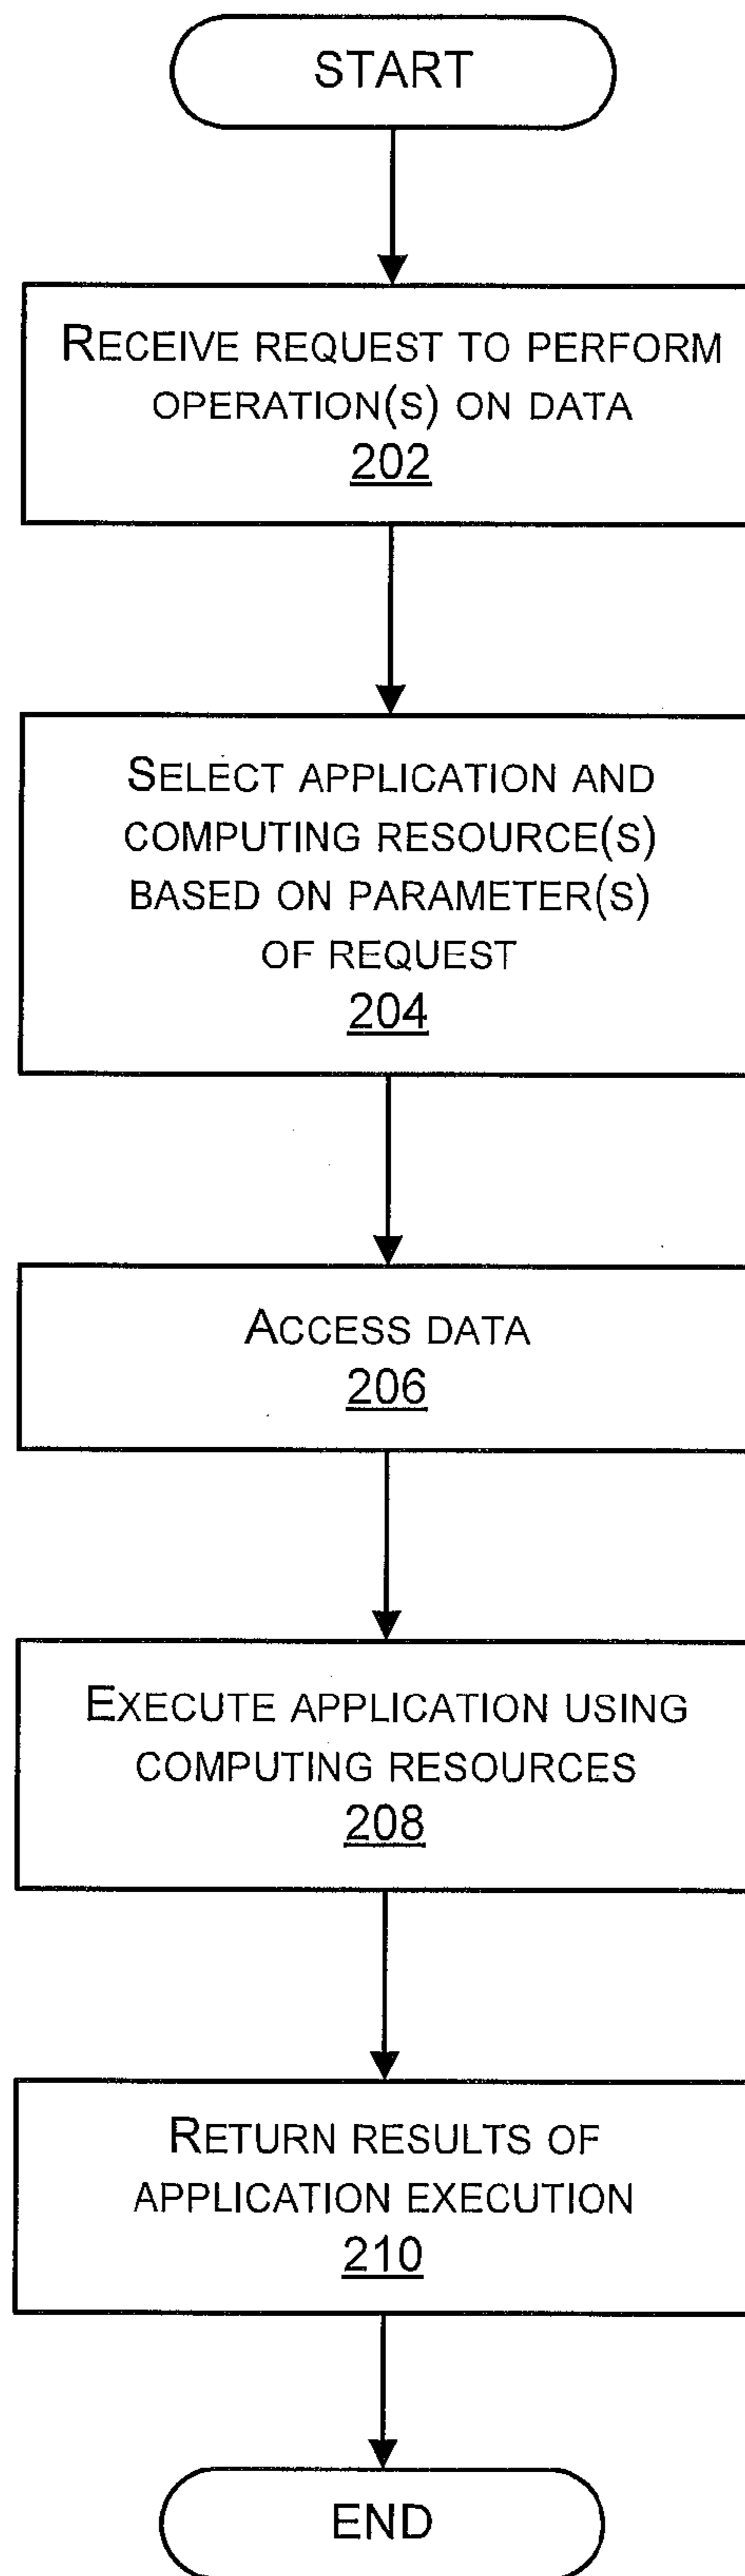 START
RECEIVE REQUEST TO PERFORM
OPERATION(S) ON DATA
202
SELECT APPLICATION AND
COMPUTING RESOURCE(S)
BASED ON PARAMETER(S)
OF REQUEST
204
ACCESS DATA
206
EXECUTE APPLICATION USING
COMPUTING RESOURCES
208
RETURN RESULTS OF
APPLICATION EXECUTION
210
END